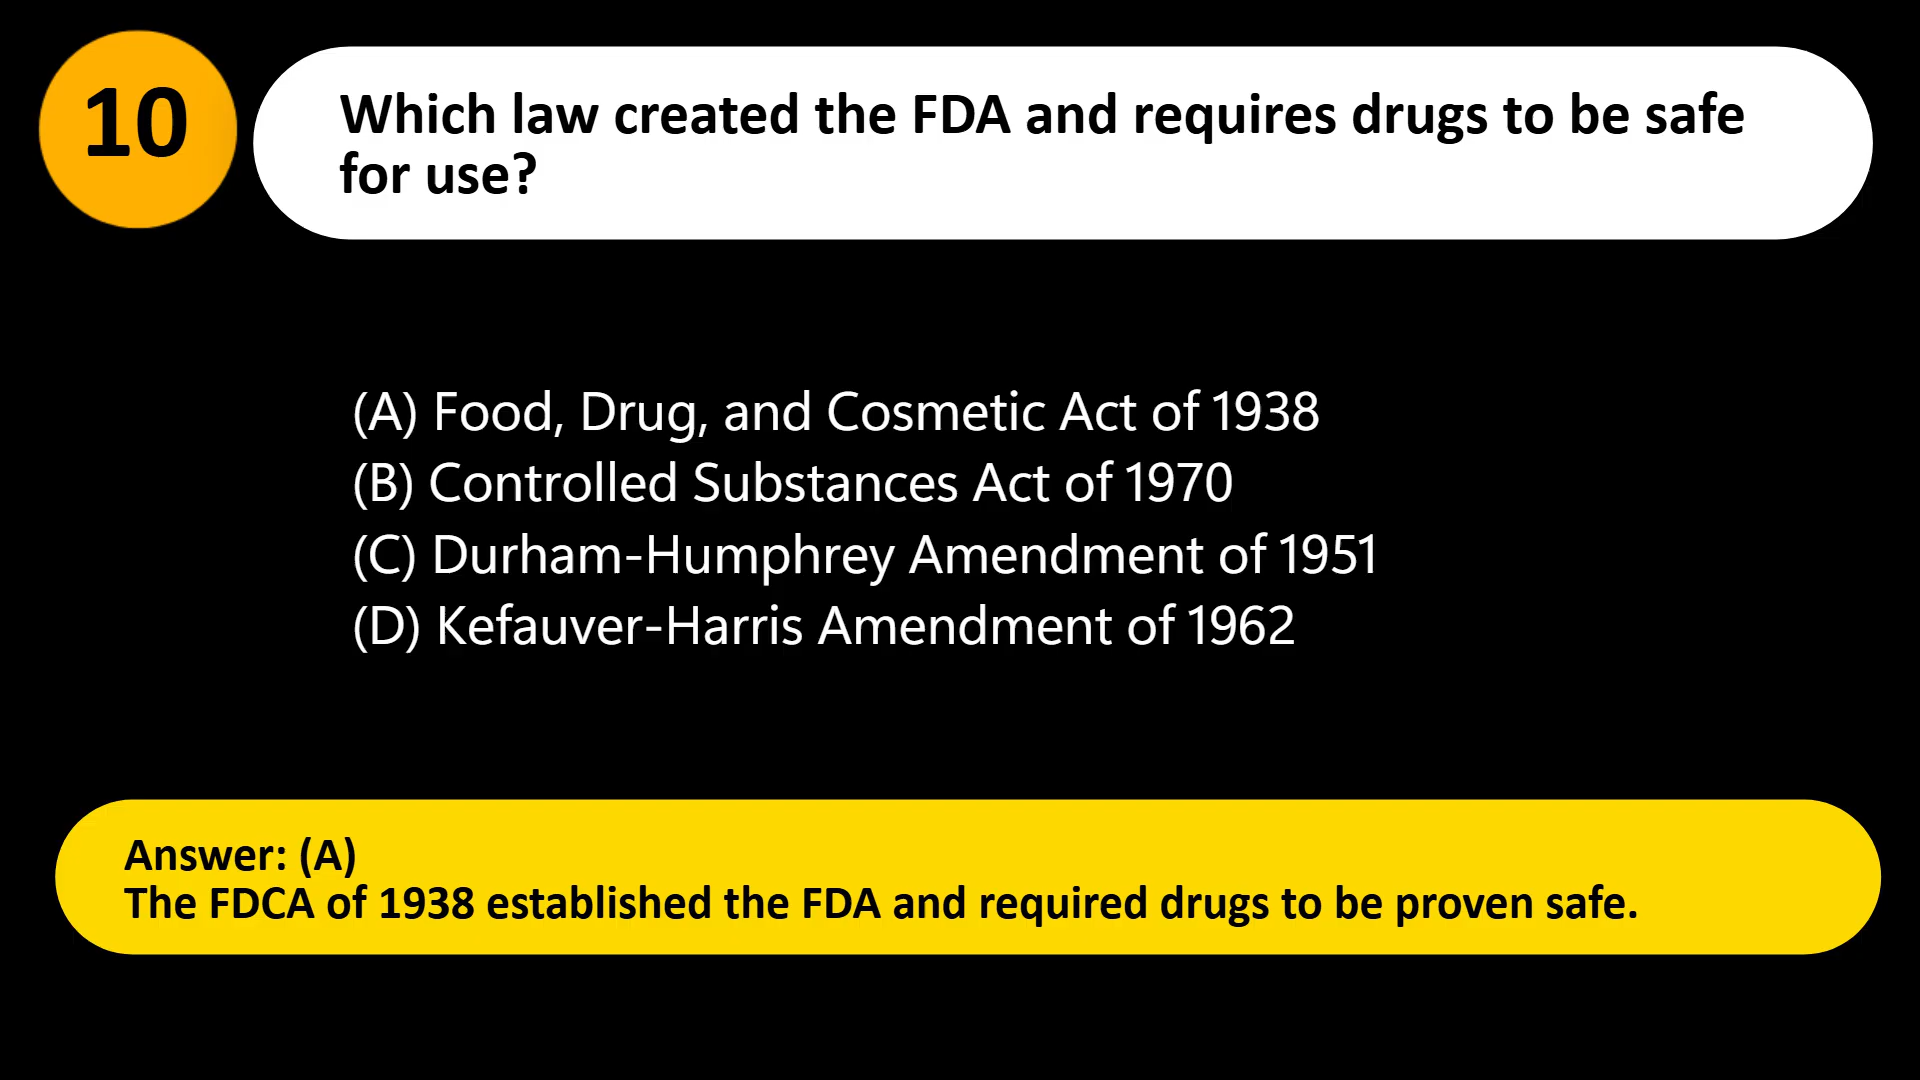 10
Which law created the FDA and requires drugs to be safe
for use?
(A) Food, Drug, and Cosmetic Act of 1938
(B) Controlled Substances Act of 1970
(C) Durham-Humphrey Amendment of 1951
(D) Kefauver-Harris Amendment of 1962
Answer: (A)
The FDCA of 1938 established the FDA and required drugs to be proven safe.